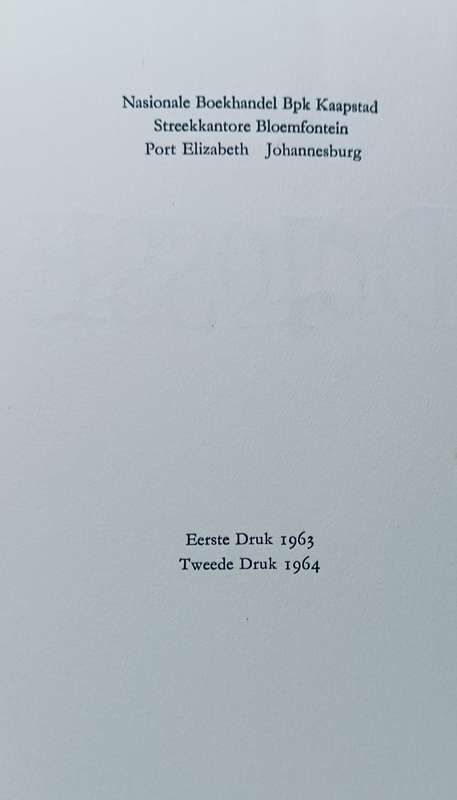 Nasionale Boekhandel Bpk Kaapstad
Streekkantore Bloemfontein
Port Elizabeth Johannesburg
Eerste Druk 1963
Tweede Druk 1964